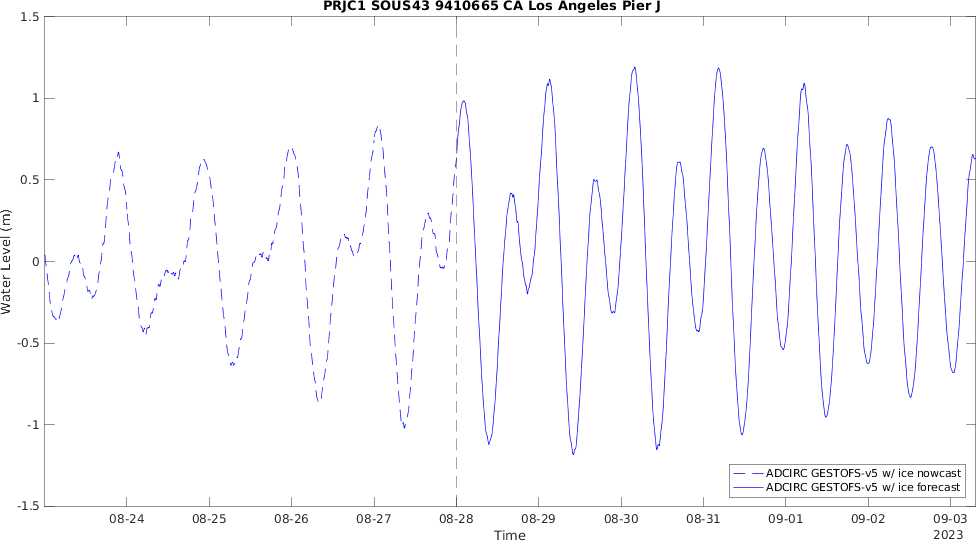 PRJC1 SOUS43 9410665 CA Los Angeles Pier J
1.5
1
0.5
0
-0.5
-1
-1.5
Water Level (m)
08-24 08-25 08-26 08-27 08-28 08-29 08-30 08-31 09-01 09-02 09-03
2023
Time
ADCIRC GESTOFS-v5 w/ ice nowcast
ADCIRC GESTOFS-v5 w/ ice forecast